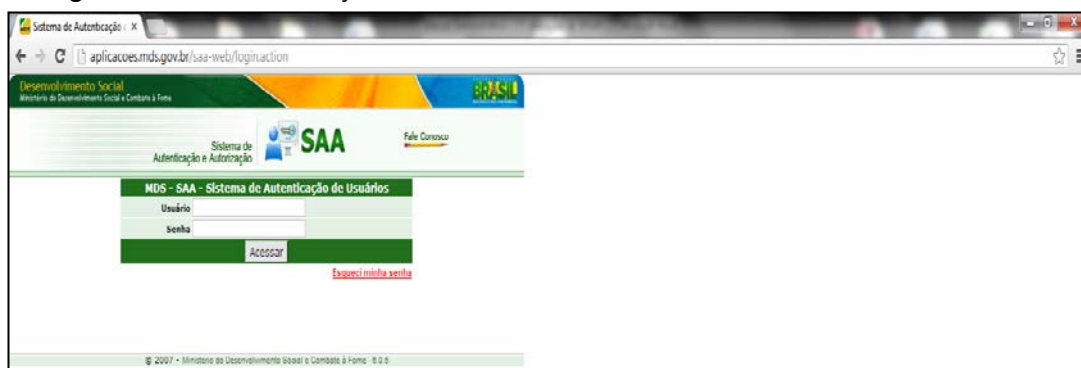 Sistema de Autenticação
aplicacoes.mds.gov.br/saa-web/login.action
Desenvolvimento Social
Ministério do Desenvolvimento Social e Combate à Fome
BRASIL
Sistema de
Autenticação e Autorização
SAA
Fale Conosco
MDS - SAA - Sistema de Autenticação de Usuários
Usuário
Senha
Acessar
Esqueci minha senha
© 2007 - Ministério do Desenvolvimento Social e Combate à Fome